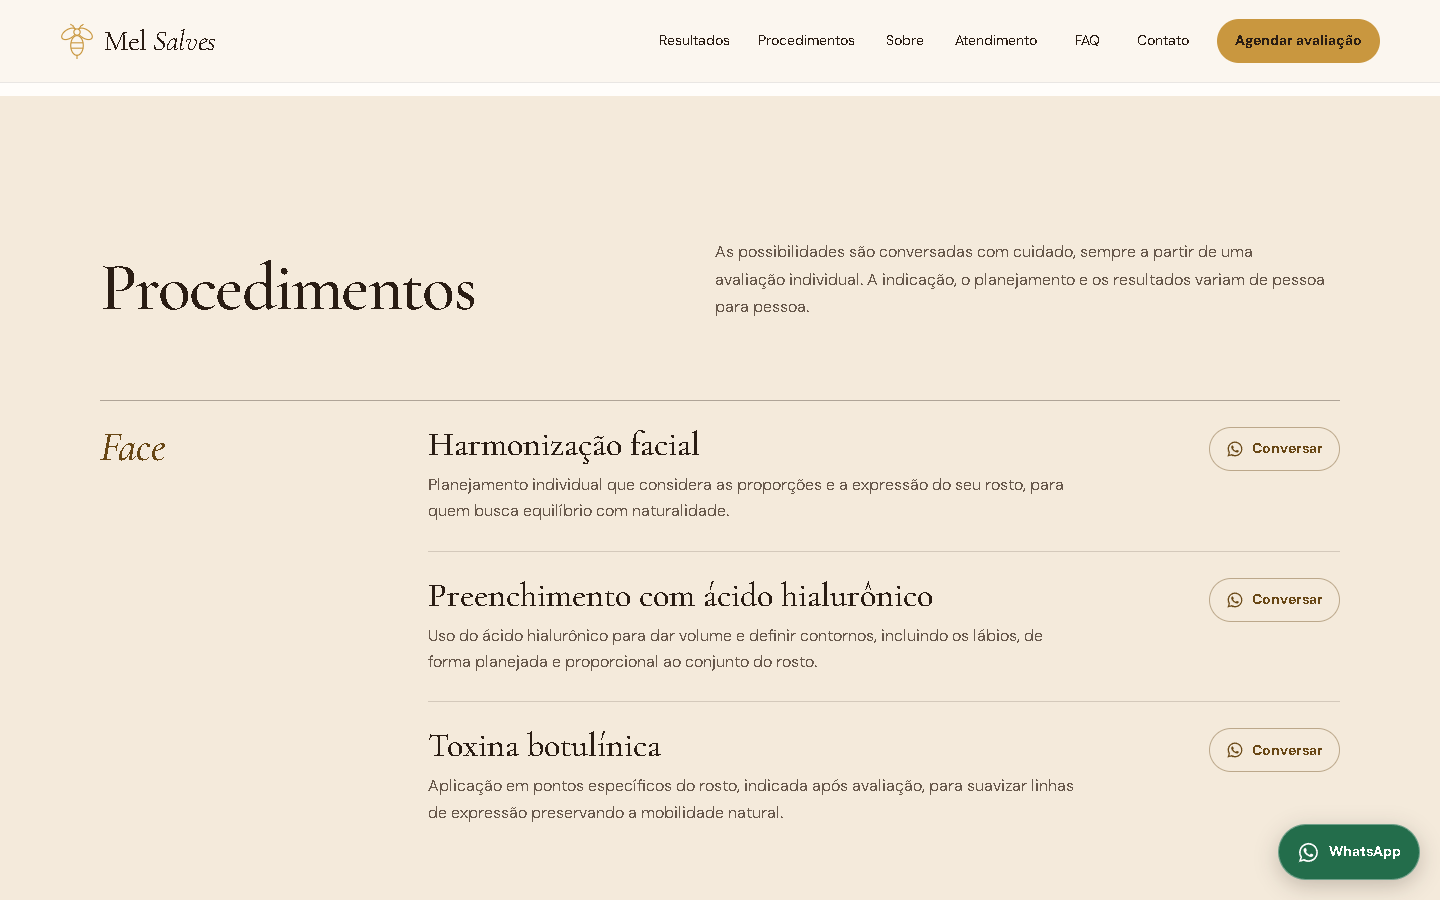 Mel Salves
Resultados
Procedimentos
Sobre
Atendimento
FAQ
Contato
Agendar avaliação
Procedimentos
As possibilidades são conversadas com cuidado, sempre a partir de uma
avaliação individual. A indicação, o planejamento e os resultados variam de pessoa
para pessoa.
Face
Harmonização facial
Planejamento individual que considera as proporções e a expressão do seu rosto, para
quem busca equilíbrio com naturalidade.
Conversar
Preenchimento com ácido hialurônico
Uso do ácido hialurônico para dar volume e definir contornos, incluindo os lábios, de
forma planejada e proporcional ao conjunto do rosto.
Conversar
Toxina botulínica
Aplicação em pontos específicos do rosto, indicada após avaliação, para suavizar linhas
de expressão preservando a mobilidade natural.
Conversar
WhatsApp